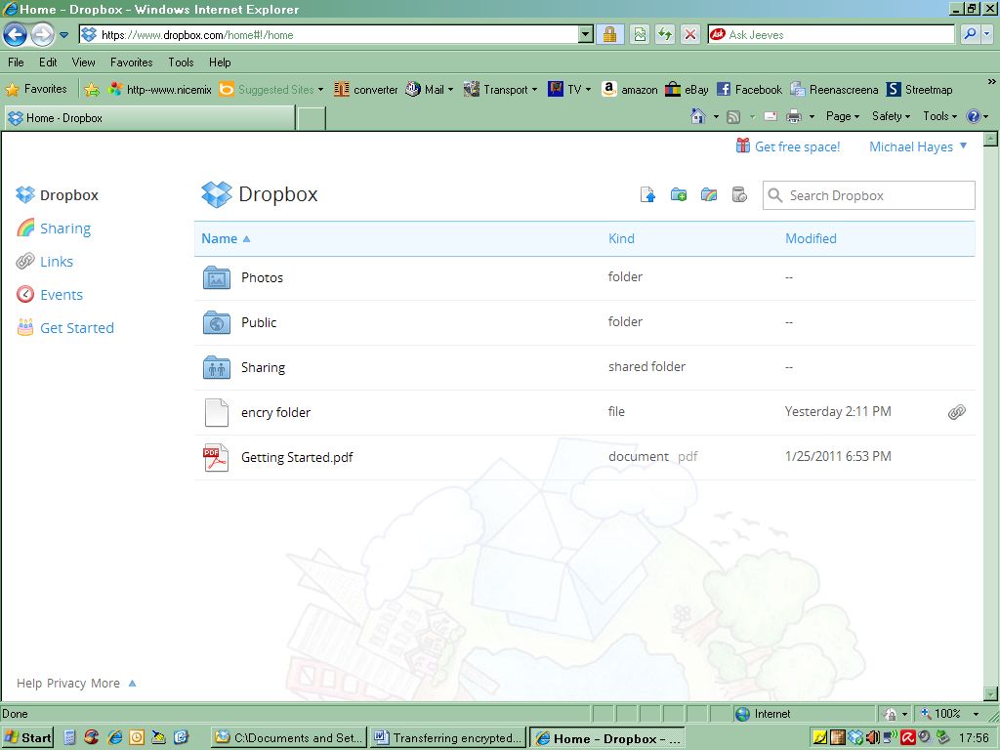 Home - Dropbox - Windows Internet Explorer
https://www.dropbox.com/home#!/home
Ask Jeeves
File Edit View Favorites Tools Help
Favorites http--www.nicemix Suggested Sites converter Mail Transport TV amazon eBay Facebook Reenascreena Streetmap »
Home - Dropbox
Page Safety Tools
Get free space! Michael Hayes
Dropbox
Sharing
Links
Events
Get Started
Dropbox
Search Dropbox
Name Kind Modified
Photos folder --
Public folder --
Sharing shared folder --
encry folder file Yesterday 2:11 PM
Getting Started.pdf document pdf 1/25/2011 6:53 PM
Help Privacy More
Done Internet 100%
Start C:\Documents and Set... Transferring encrypted... Home - Dropbox - ... 17:56